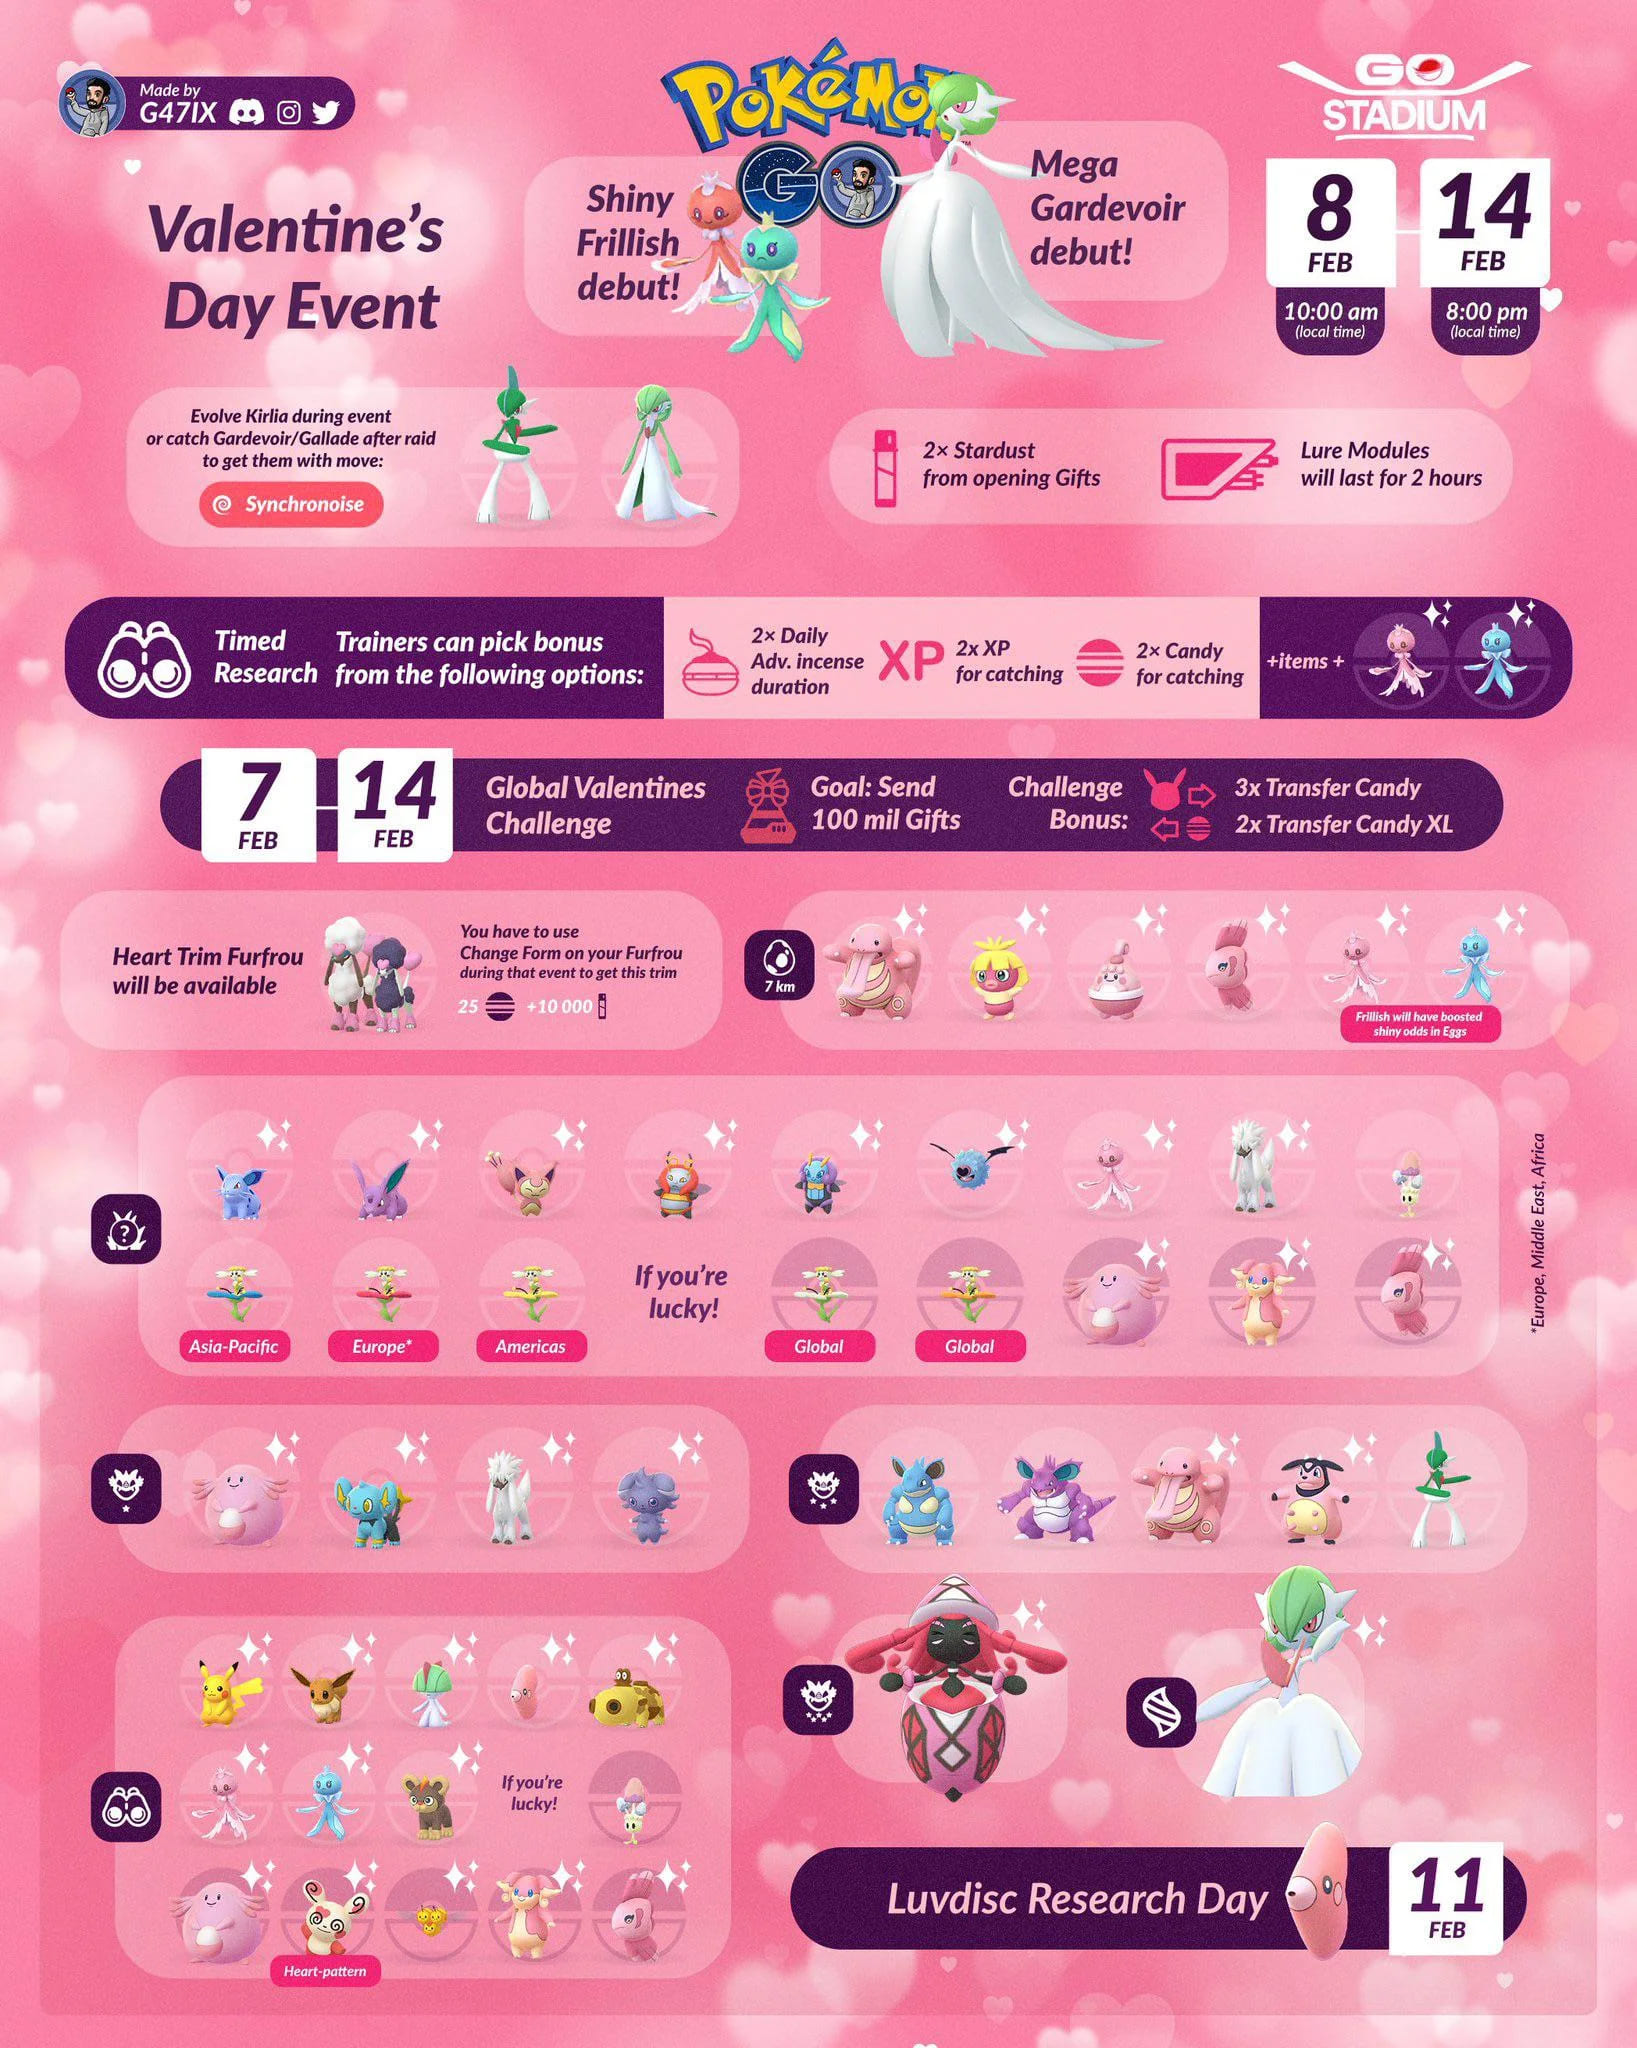 Made by
G47IX
POKéMON
GO
GO
STADIUM
Valentine's
Day Event
Shiny
Frillish
debut!
Mega
Gardevoir
debut!
8
FEB
10:00 am
(local time)
14
FEB
8:00 pm
(local time)
Evolve Kirlia during event
or catch Gardevoir/Gallade after raid
to get them with move:
Synchronoise
2× Stardust
from opening Gifts
Lure Modules
will last for 2 hours
Timed
Research
Trainers can pick bonus
from the following options:
2× Daily
Adv. incense
duration
XP
2x XP
for catching
2× Candy
for catching
+items +
7
FEB
14
FEB
Global Valentines
Challenge
Goal: Send
100 mil Gifts
Challenge
Bonus:
3x Transfer Candy
2x Transfer Candy XL
Heart Trim Furfrou
will be available
You have to use
Change Form on your Furfrou
during that event to get this trim
25 +10 000
7 km
Frillish will have boosted
shiny odds in Eggs
?
If you're
lucky!
Asia-Pacific
Europe*
Americas
Global
Global
*Europe, Middle East, Africa
If you're
lucky!
Heart-pattern
Luvdisc Research Day
11
FEB